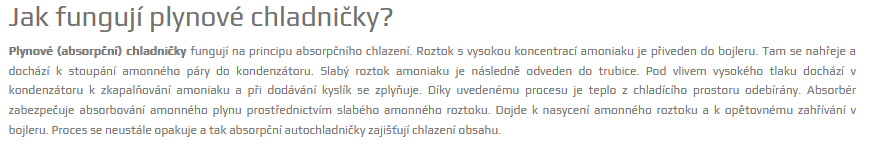 Jak fungují plynové chladničky?
Plynové (absorpční) chladničky fungují na principu absorpčního chlazení. Roztok s vysokou koncentrací amoniaku je přiveden do bojleru. Tam se nahřeje a
dochází k stoupání amonného páry do kondenzátoru. Slabý roztok amoniaku je následně odveden do trubice. Pod vlivem vysokého tlaku dochází v
kondenzátoru k zkapalňování amoniaku a při dodávání kyslík se zplyňuje. Díky uvedenému procesu je teplo z chladícího prostoru odebírány. Absorbér
zabezpečuje absorbování amonného plynu prostřednictvím slabého amonného roztoku. Dojde k nasycení amonného roztoku a k opětovnému zahřívání v
bojleru. Proces se neustále opakuje a tak absorpční autochladničky zajišťují chlazení obsahu.